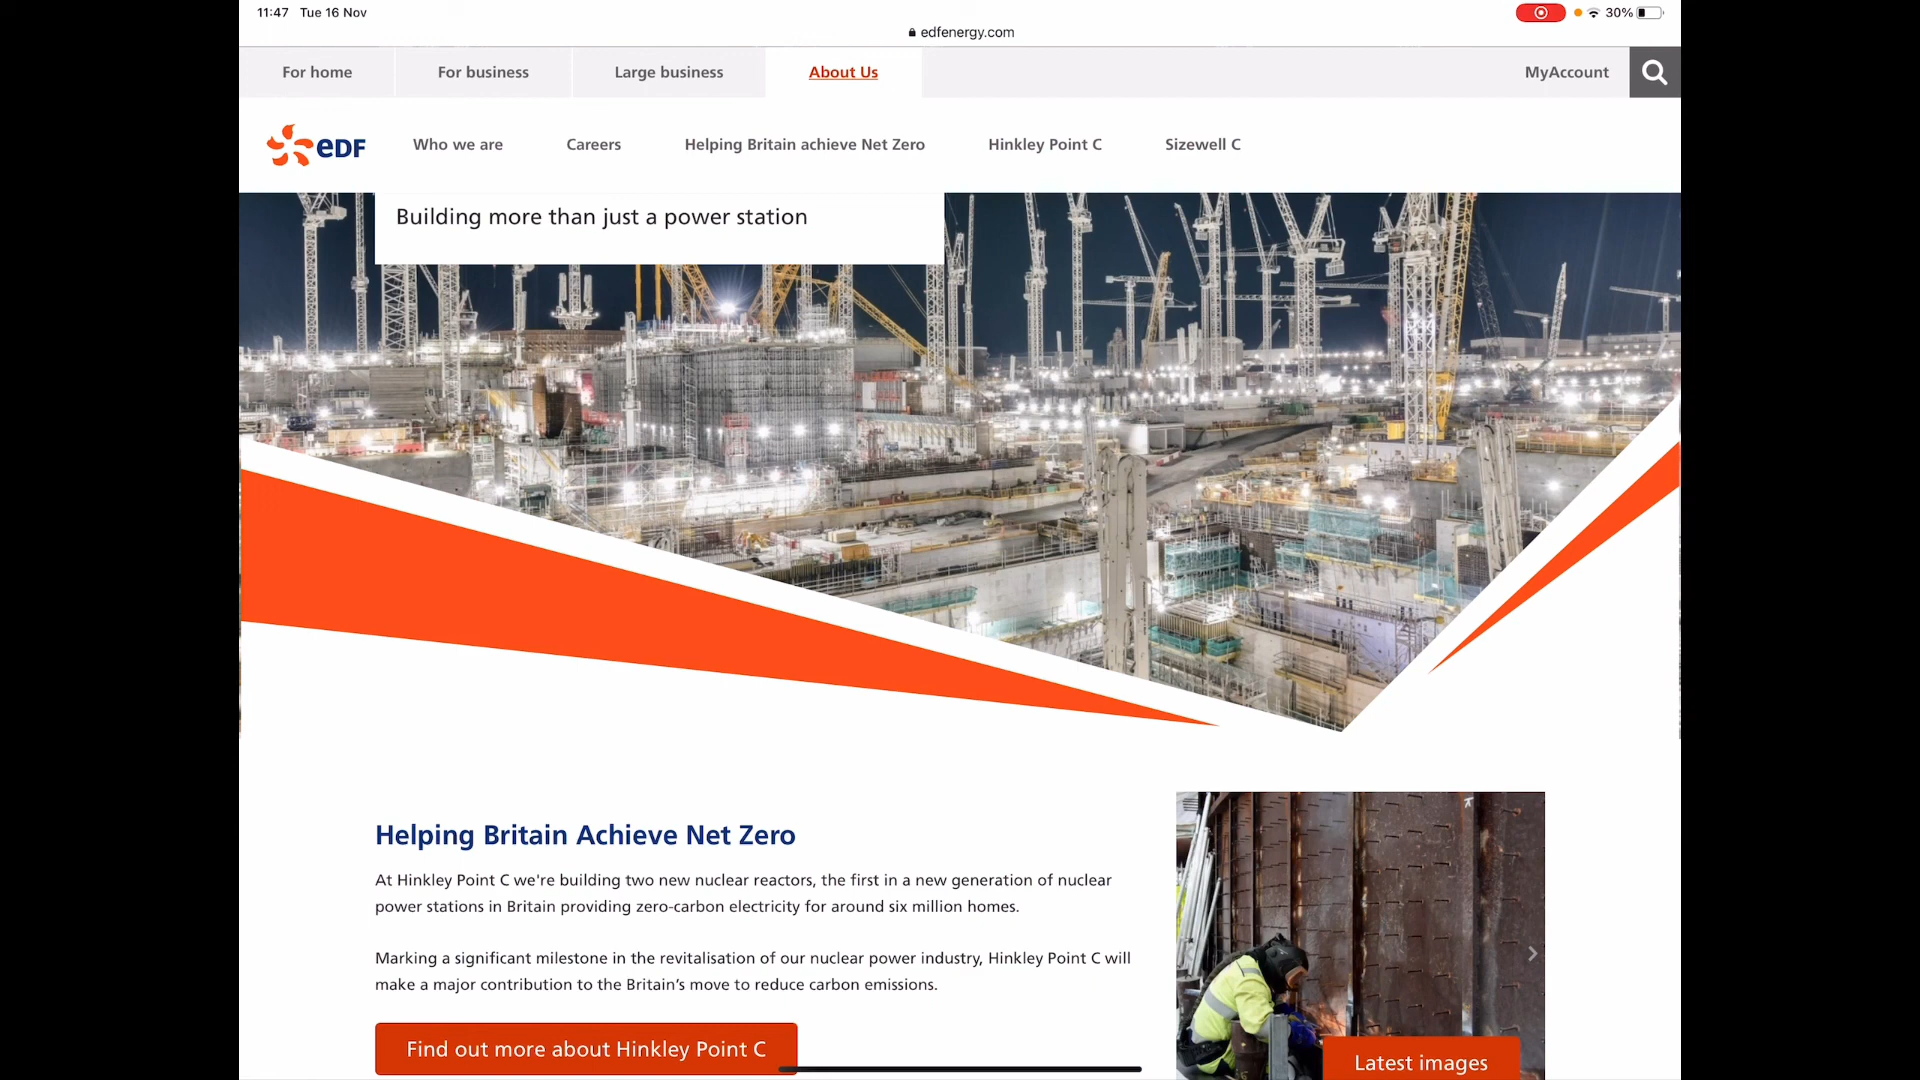 11:47 Tue 16 Nov
30%
edfenergy.com
For home
For business
Large business
About Us
MyAccount
eDF
Who we are
Careers
Helping Britain achieve Net Zero
Hinkley Point C
Sizewell C
Building more than just a power station
Helping Britain Achieve Net Zero
At Hinkley Point C we're building two new nuclear reactors, the first in a new generation of nuclear
power stations in Britain providing zero-carbon electricity for around six million homes.
Marking a significant milestone in the revitalisation of our nuclear power industry, Hinkley Point C will
make a major contribution to the Britain’s move to reduce carbon emissions.
Find out more about Hinkley Point C
Latest images